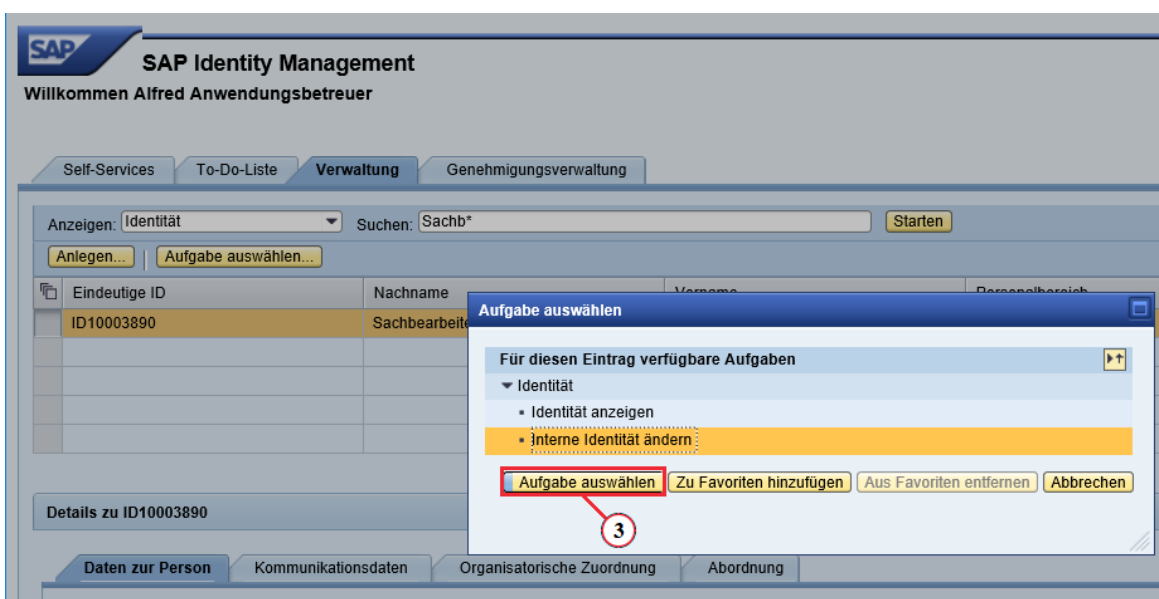 SAP
SAP Identity Management
Willkommen Alfred Anwendungsbetreuer
Self-Services To-Do-Liste Verwaltung Genehmigungsverwaltung
Anzeigen: Identität Suchen: Sachb* Starten
Anlegen... Aufgabe auswählen...
Eindeutige ID Nachname Vorname Personalbereich
ID10003890 Sachbearbeite
Aufgabe auswählen
Für diesen Eintrag verfügbare Aufgaben
Identität
Identität anzeigen
Interne Identität ändern
Aufgabe auswählen Zu Favoriten hinzufügen Aus Favoriten entfernen Abbrechen
3
Details zu ID10003890
Daten zur Person Kommunikationsdaten Organisatorische Zuordnung Abordnung